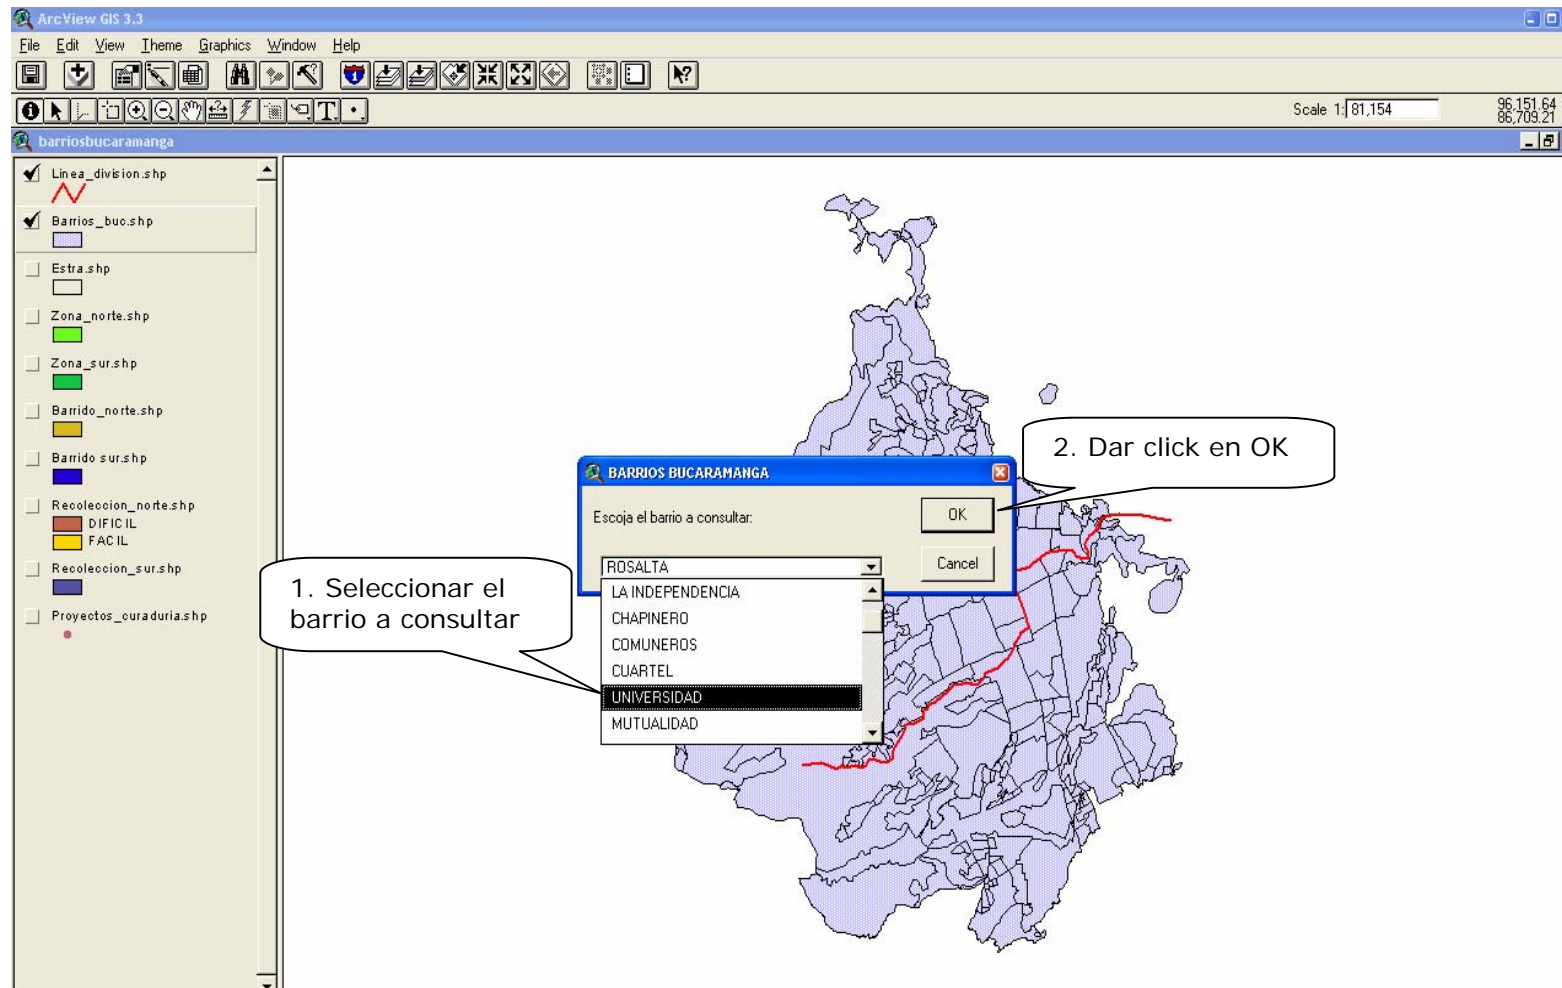 ArcView GIS 3.3
File Edit View Theme Graphics Window Help
Scale 1: 81,154
96,151.64
86,709.21
barriosbucaramanga
Linea_division.shp
Barrios_buc.shp
Estra.shp
Zona_norte.shp
Zona_sur.shp
Barrido_norte.shp
Barrido sur.shp
Recoleccion_norte.shp
DIFICIL
FACIL
Recoleccion_sur.shp
Proyectos_curaduria.shp
2. Dar click en OK
BARRIOS BUCARAMANGA
Escoja el barrio a consultar:
OK
Cancel
ROSALTA
LA INDEPENDENCIA
CHAPINERO
COMUNEROS
CUARTEL
UNIVERSIDAD
MUTUALIDAD
1. Seleccionar el
barrio a consultar